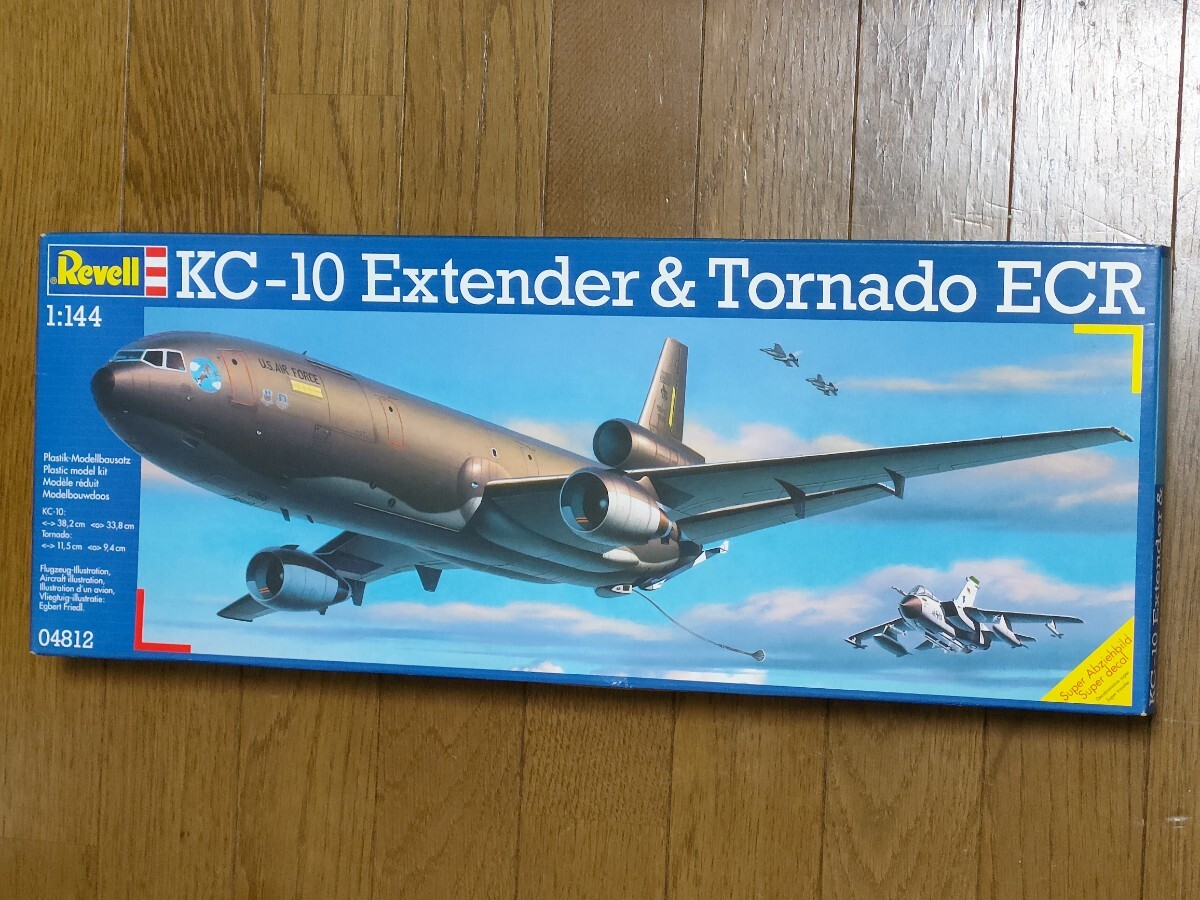 Revell
KC-10 Extender & Tornado ECR
1:144
U.S. AIR FORCE
Plastik-Modellbausatz
Plastic model kit
Modèle réduit
Modelbouwdoos
KC-10:
<-> 38,2 cm <o> 33,8 cm
Tornado:
<-> 11,5 cm <o> 9,4 cm
Flugzeug-Illustration,
Aircraft illustration,
Illustration d'un avion,
Vliegtuig-illustratie:
Egbert Friedl.
04812
Super Abziehbild
Super decal
KC-10 Extender &